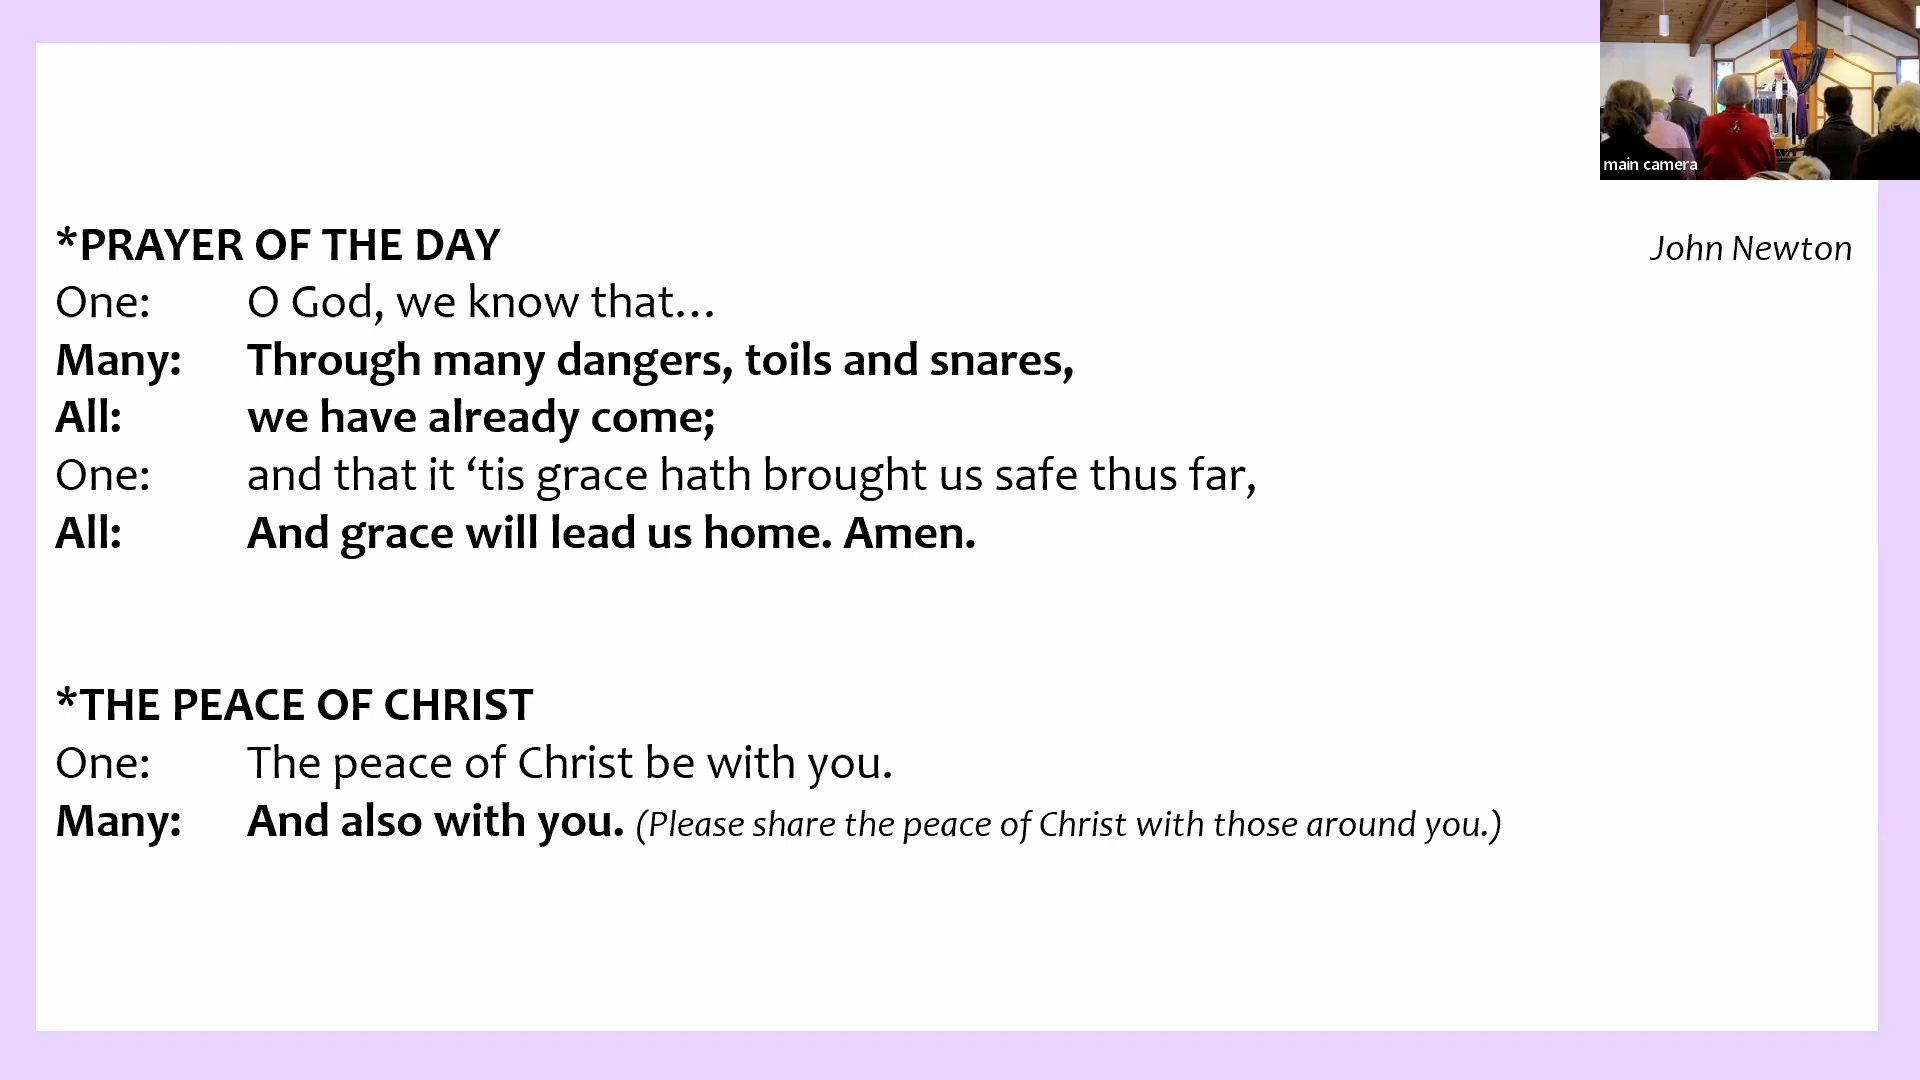 main camera
*PRAYER OF THE DAY John Newton
One: O God, we know that…
Many: Through many dangers, toils and snares,
All: we have already come;
One: and that it ‘tis grace hath brought us safe thus far,
All: And grace will lead us home. Amen.
*THE PEACE OF CHRIST
One: The peace of Christ be with you.
Many: And also with you. (Please share the peace of Christ with those around you.)